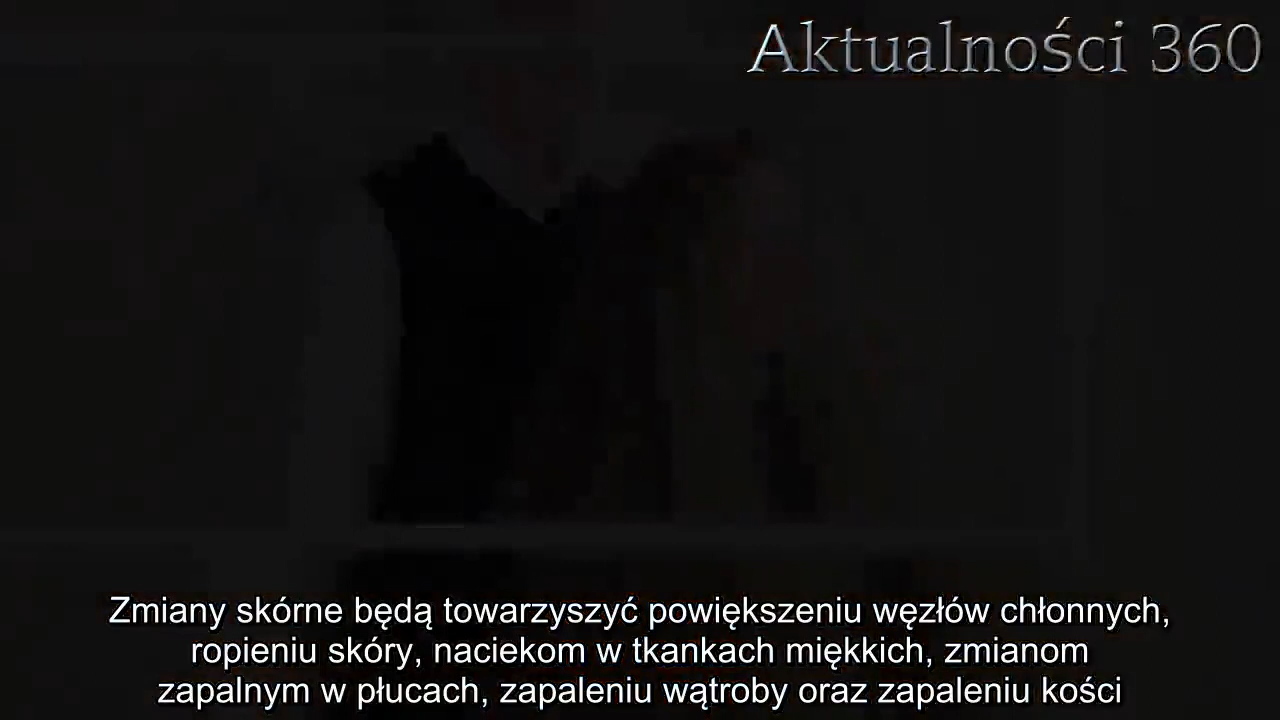 Aktualności 360
Zmiany skórne będą towarzyszyć powiększeniu węzłów chłonnych,
ropieniu skóry, naciekom w tkankach miękkich, zmianom
zapalnym w płucach, zapaleniu wątroby oraz zapaleniu kości